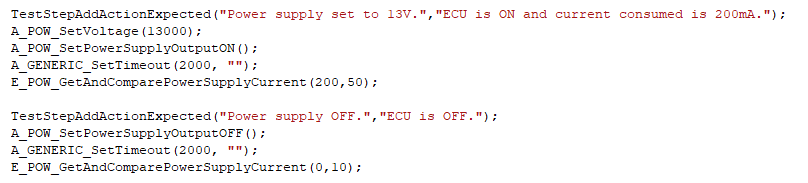 TestStepAddActionExpected("Power supply set to 13V.","ECU is ON and current consumed is 200mA.");
A_POW_SetVoltage(13000);
A_POW_SetPowerSupplyOutputON();
A_GENERIC_SetTimeout(2000, "");
E_POW_GetAndComparePowerSupplyCurrent(200,50);

TestStepAddActionExpected("Power supply OFF.","ECU is OFF.");
A_POW_SetPowerSupplyOutputOFF();
A_GENERIC_SetTimeout(2000, "");
E_POW_GetAndComparePowerSupplyCurrent(0,10);